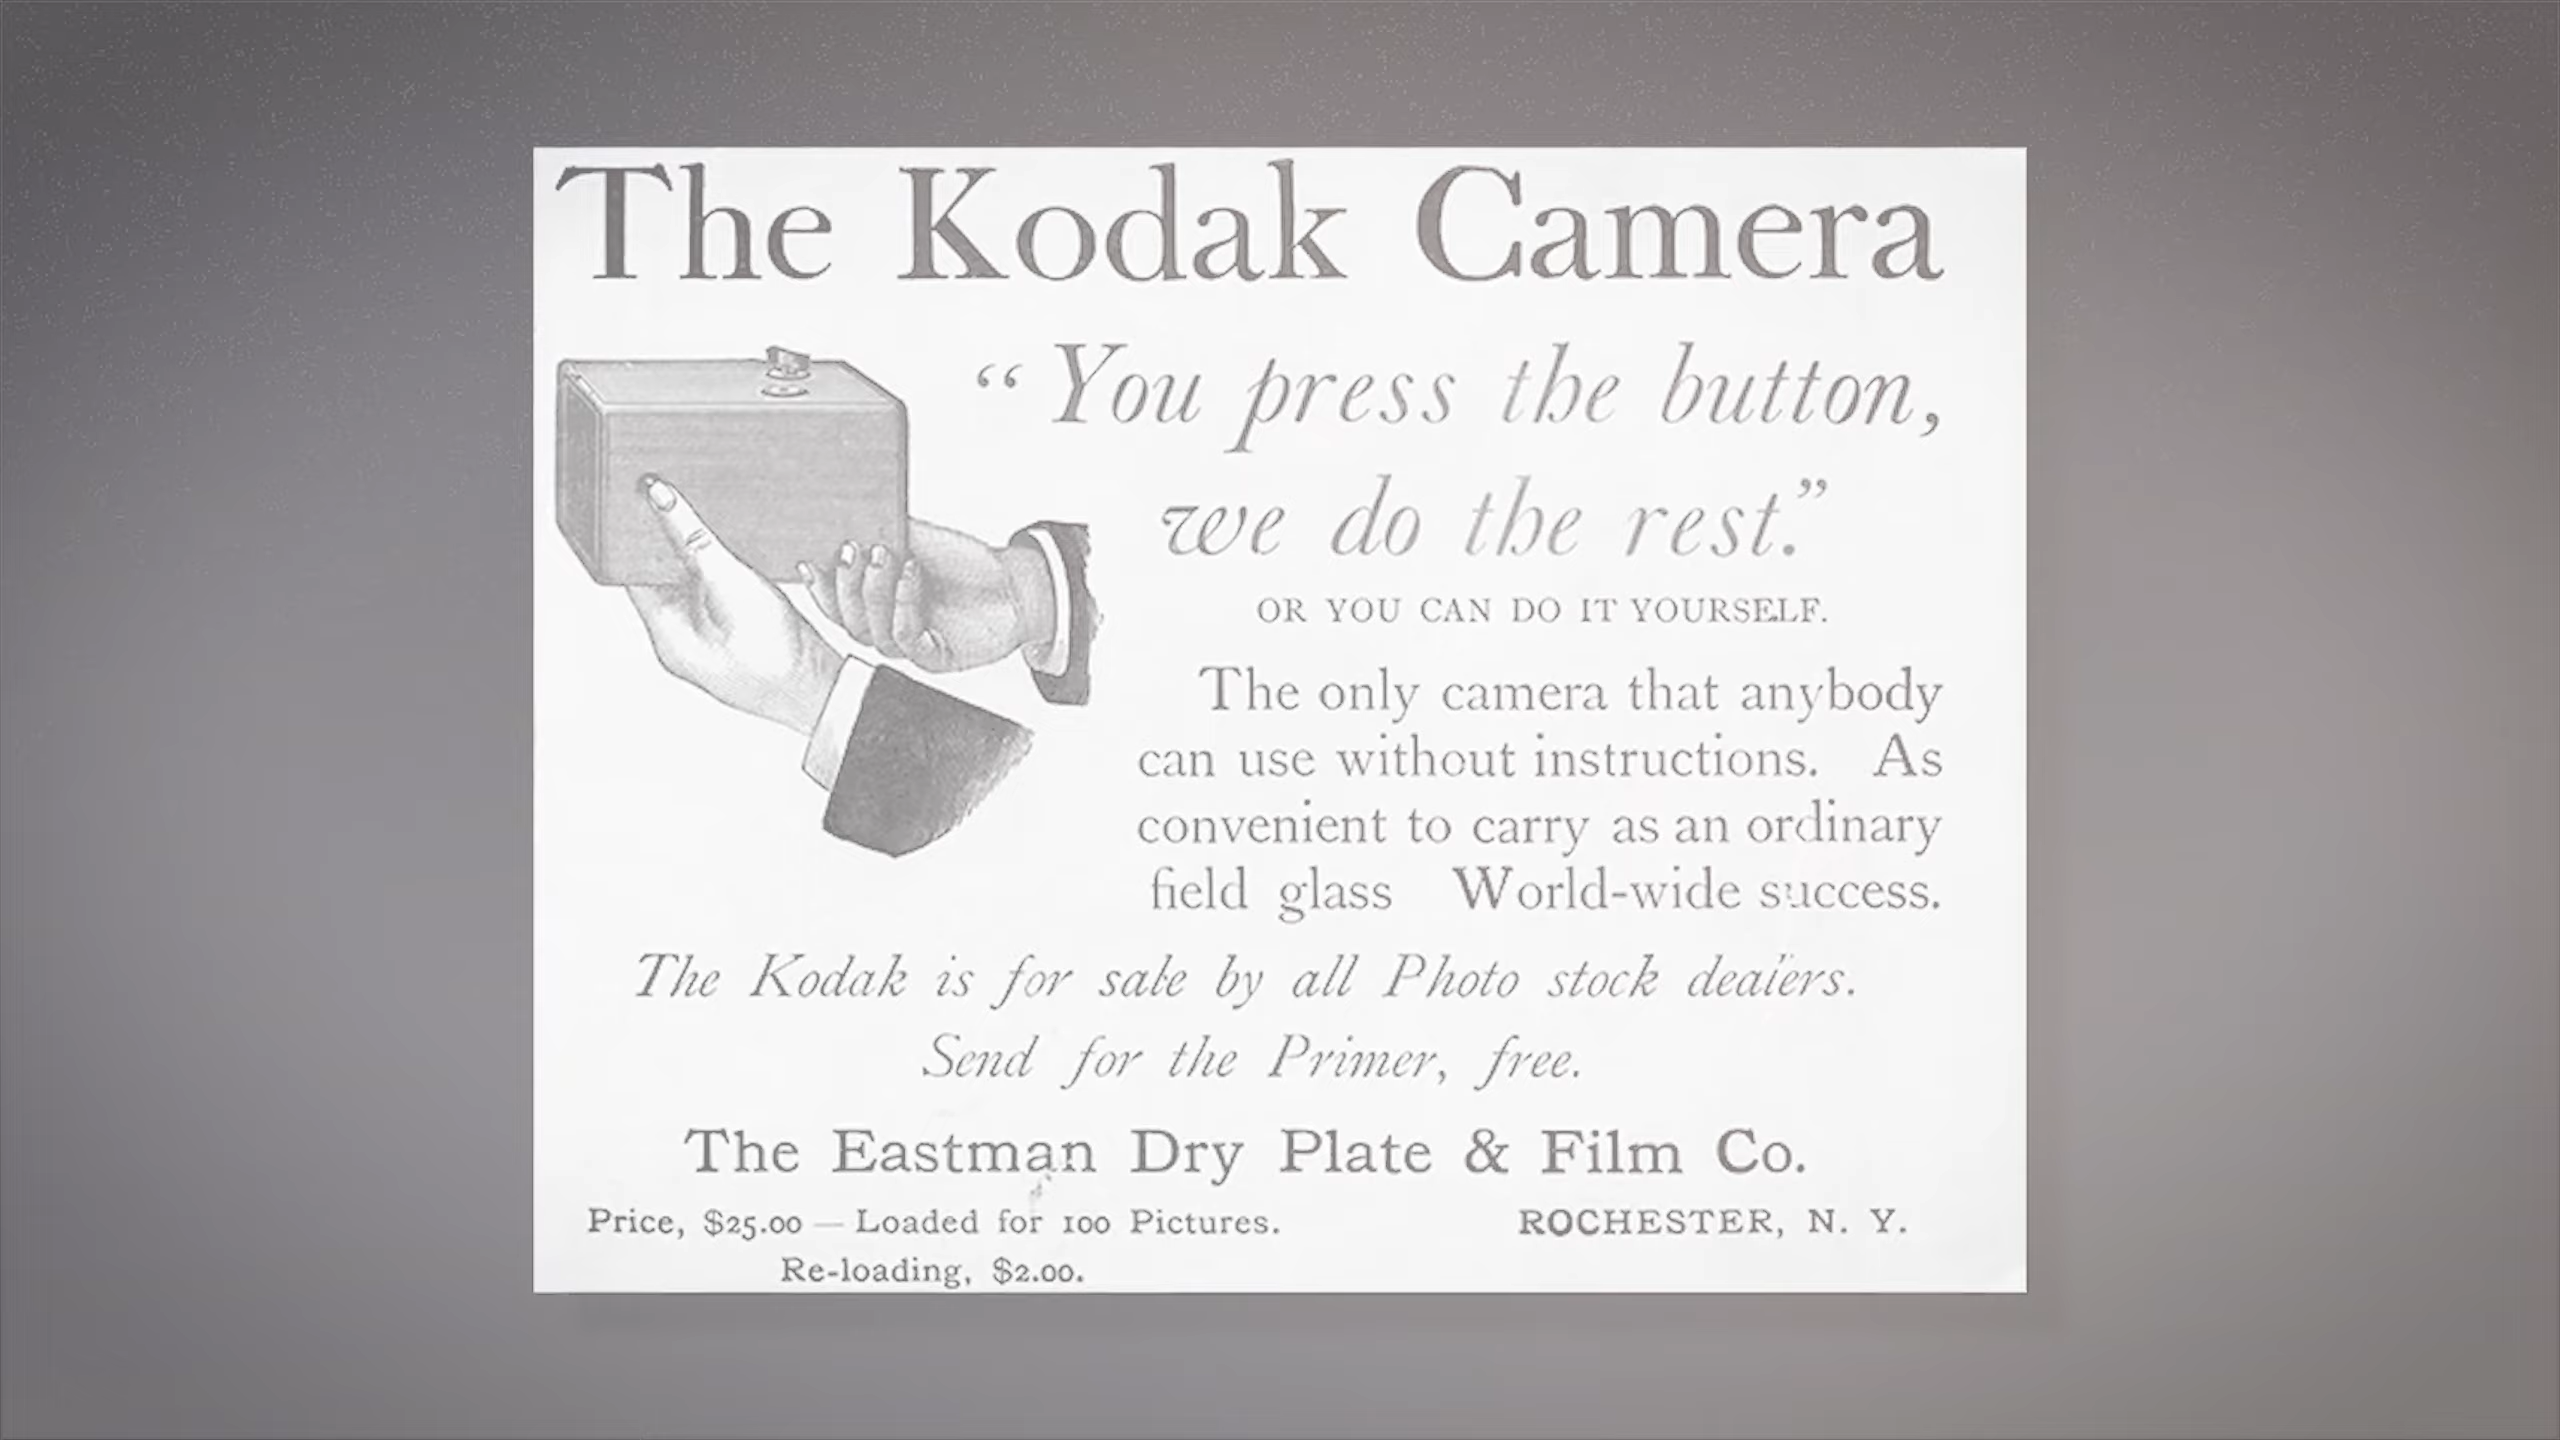 The Kodak Camera
“You press the button,
we do the rest.”
OR YOU CAN DO IT YOURSELF.
The only camera that anybody
can use without instructions. As
convenient to carry as an ordinary
field glass World-wide success.
The Kodak is for sale by all Photo stock dealers.
Send for the Primer, free.
The Eastman Dry Plate & Film Co.
Price, $25.00 — Loaded for 100 Pictures. ROCHESTER, N. Y.
Re-loading, $2.00.